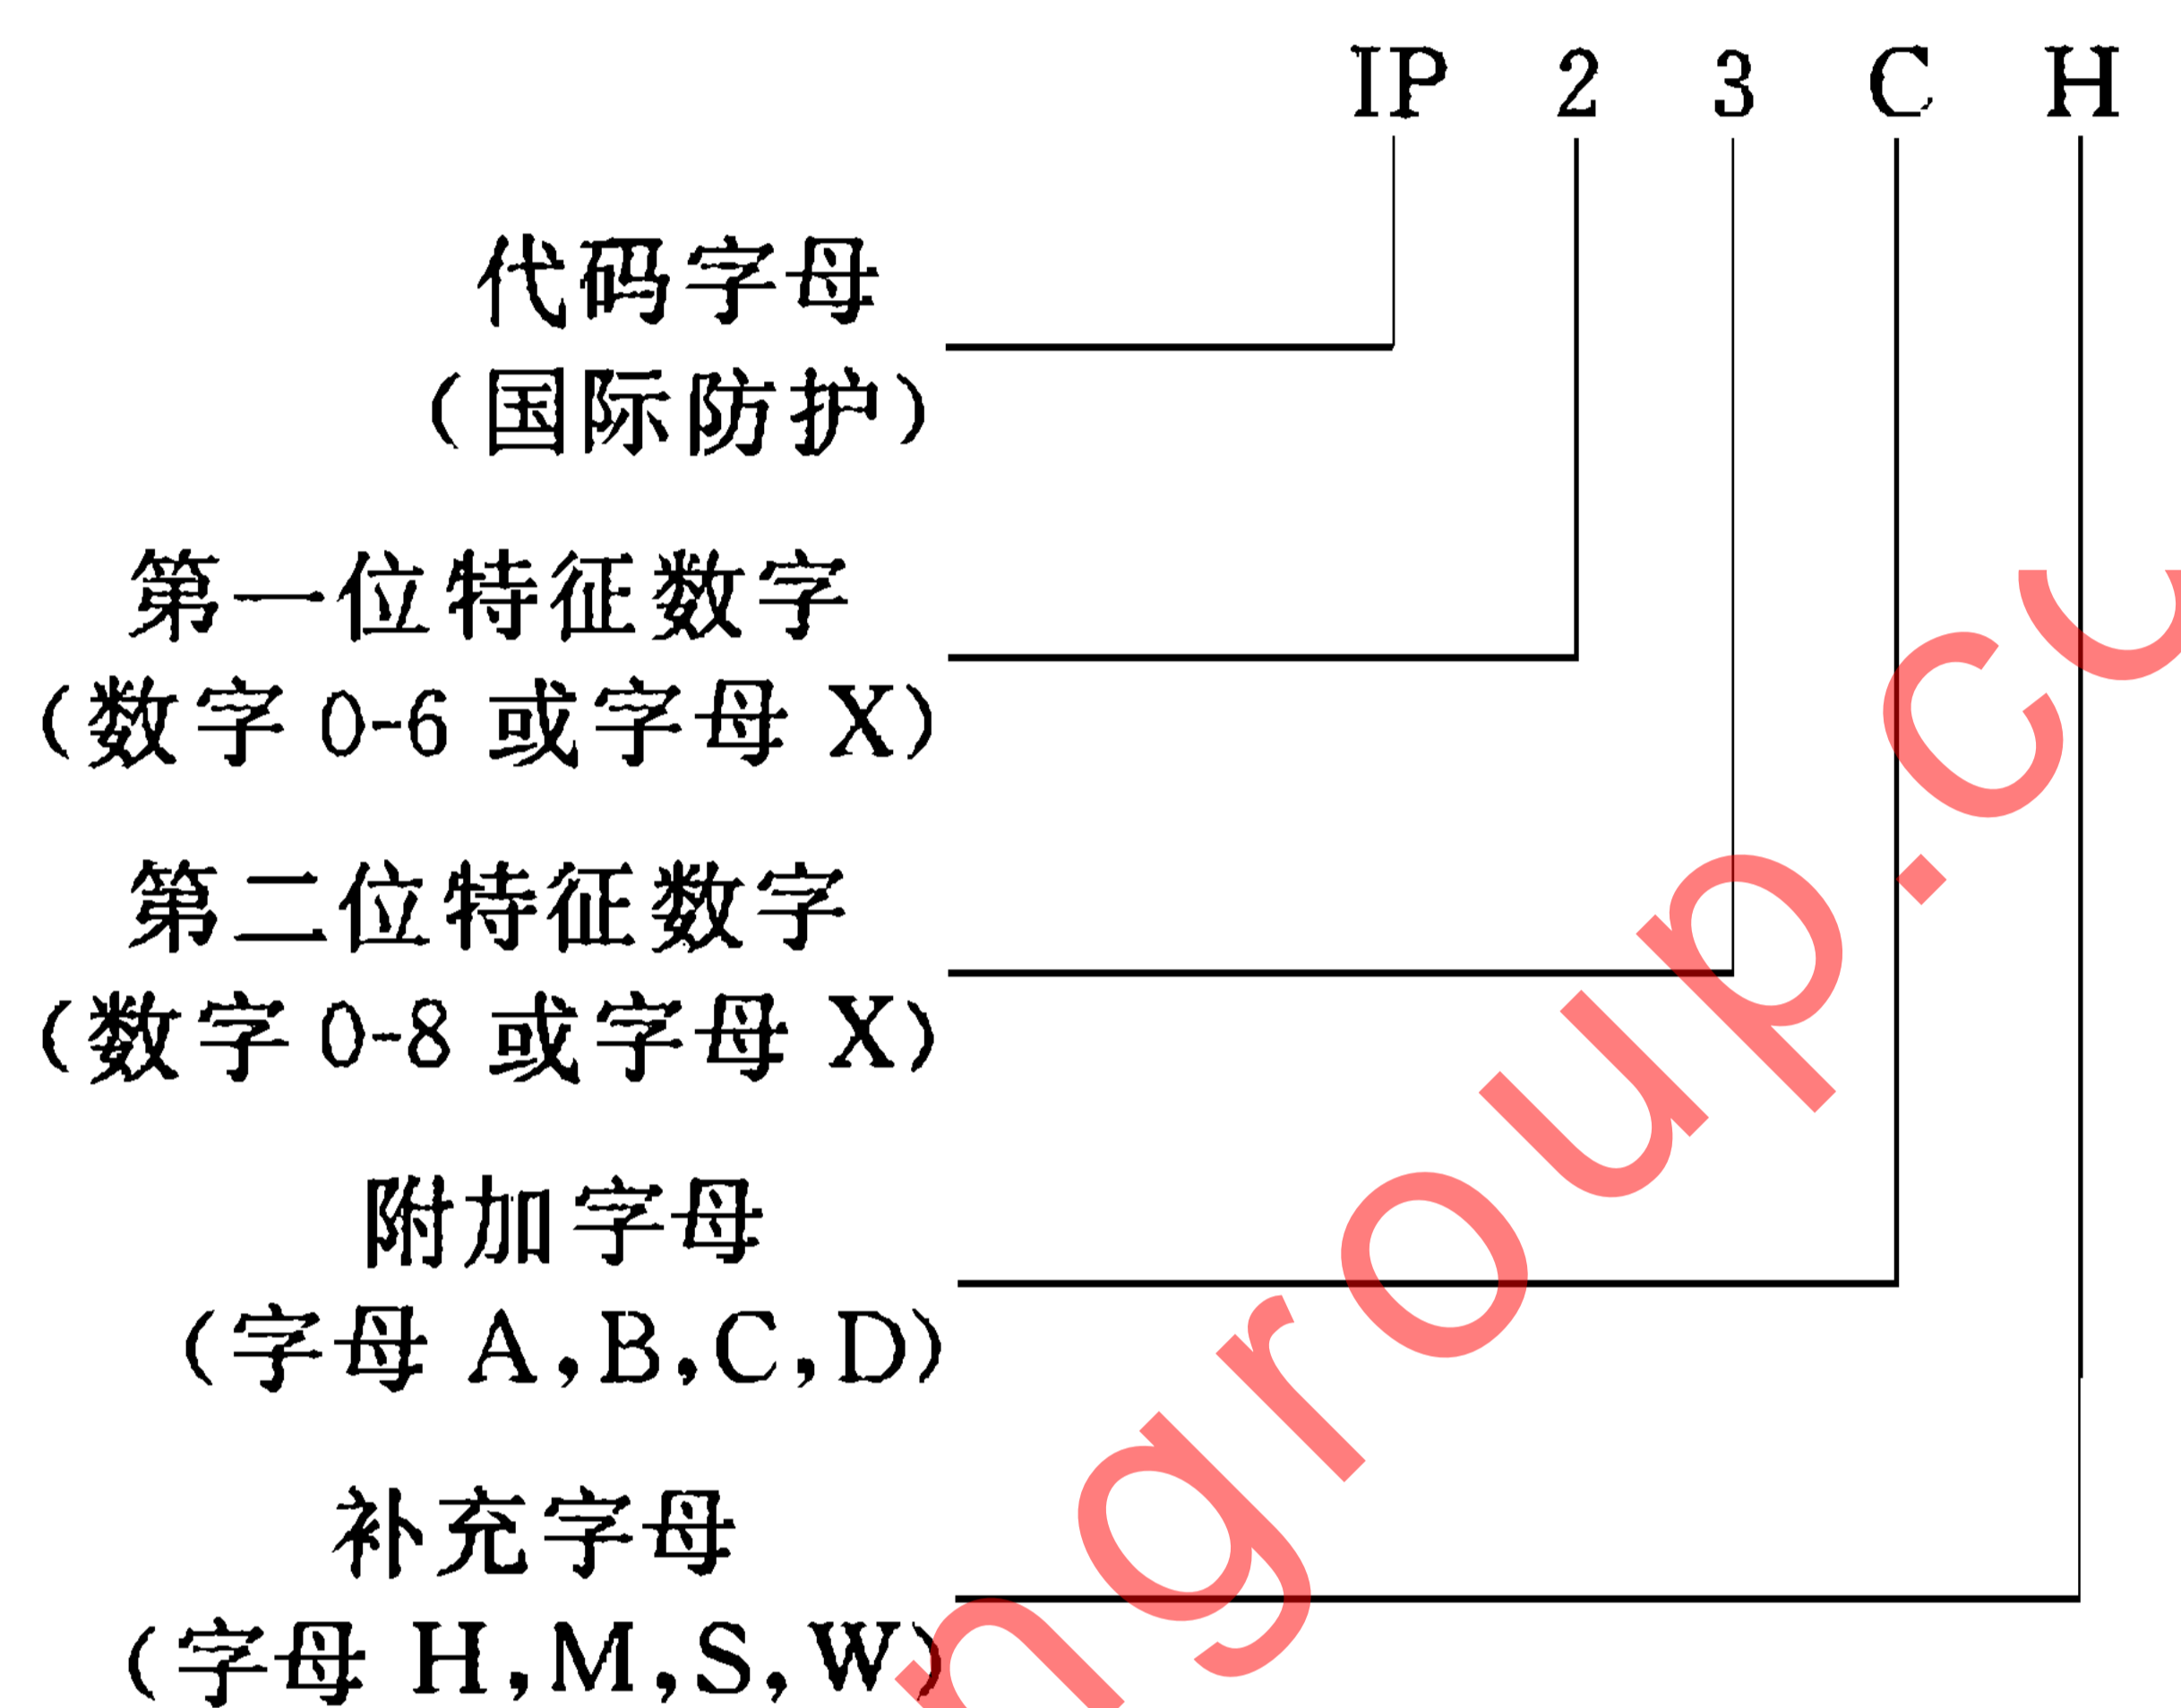 IP 2 3 C H
代码字母
(国际防护)
第一位特征数字
(数字 0-6 或字母 X)
第二位特征数字
(数字 0-8 或字母 X)
附加字母
(字母 A,B,C,D)
补充字母
(字母 H,M,S,W)
group.c